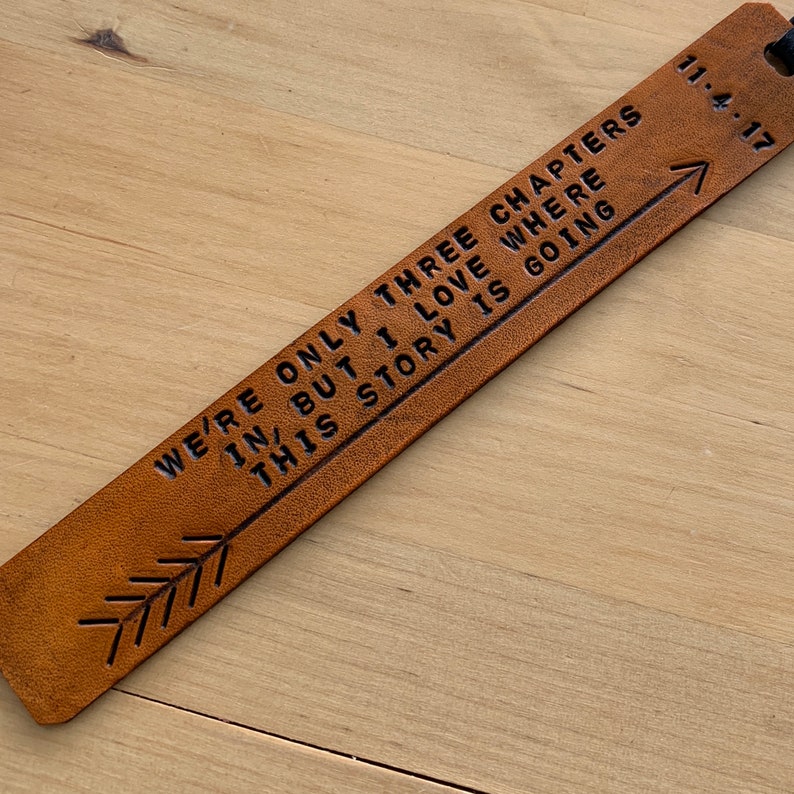 WE'RE ONLY THREE CHAPTERS
IN, BUT I LOVE WHERE
THIS STORY IS GOING
11.4.17